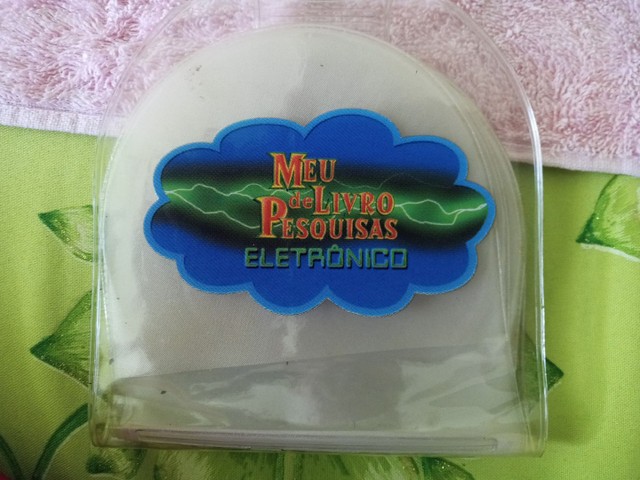 MEU
de LIVRO
PESQUISAS
ELETRÔNICO